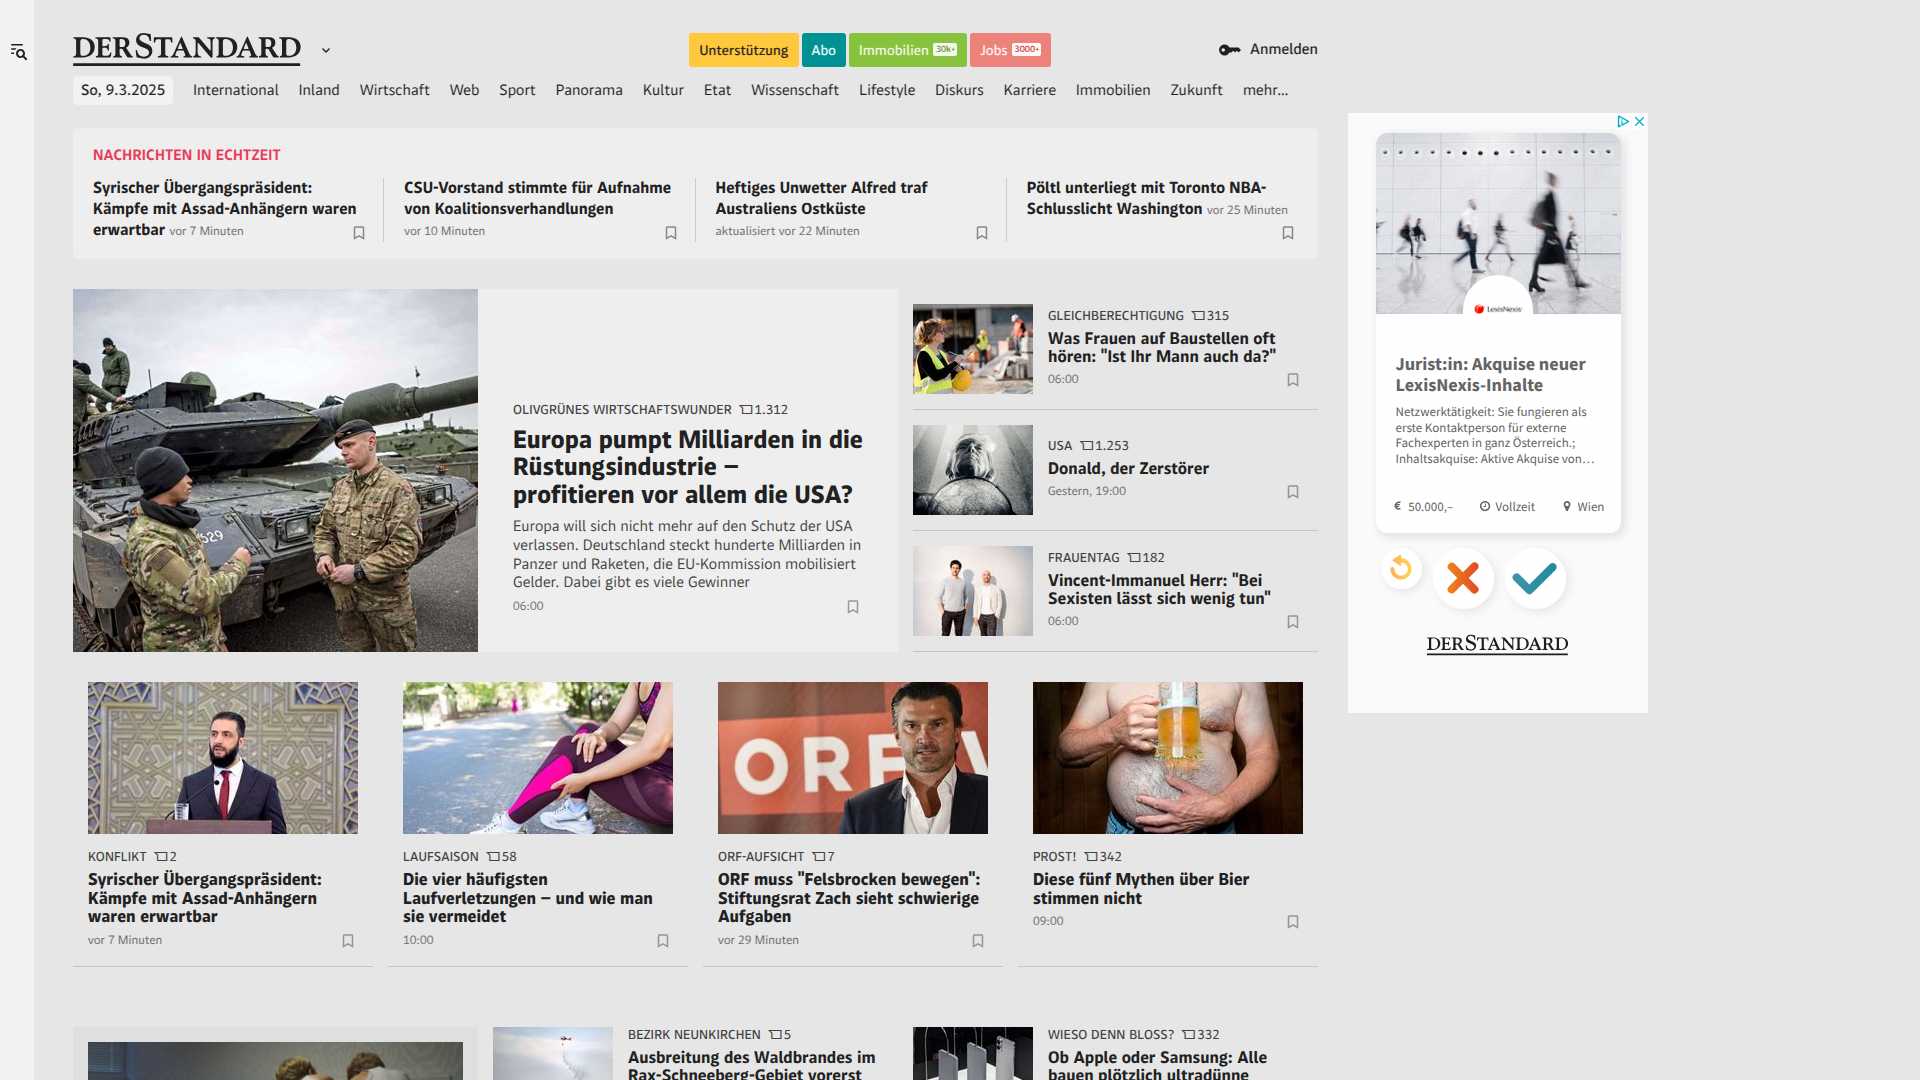 DERSTANDARD
Unterstützung
Abo
Immobilien 30k+
Jobs 3000+
Anmelden
So, 9.3.2025
International
Inland
Wirtschaft
Web
Sport
Panorama
Kultur
Etat
Wissenschaft
Lifestyle
Diskurs
Karriere
Immobilien
Zukunft
mehr...
NACHRICHTEN IN ECHTZEIT
Syrischer Übergangspräsident:
Kämpfe mit Assad-Anhängern waren
erwartbar vor 7 Minuten
CSU-Vorstand stimmte für Aufnahme
von Koalitionsverhandlungen
vor 10 Minuten
Heftiges Unwetter Alfred traf
Australiens Ostküste
aktualisiert vor 22 Minuten
Pöltl unterliegt mit Toronto NBA-
Schlusslicht Washington vor 25 Minuten
529
OLIVGRÜNES WIRTSCHAFTSWUNDER 1.312
Europa pumpt Milliarden in die
Rüstungsindustrie –
profitieren vor allem die USA?
Europa will sich nicht mehr auf den Schutz der USA
verlassen. Deutschland steckt hunderte Milliarden in
Panzer und Raketen, die EU-Kommission mobilisiert
Gelder. Dabei gibt es viele Gewinner
06:00
GLEICHBERECHTIGUNG 315
Was Frauen auf Baustellen oft
hören: "Ist Ihr Mann auch da?"
06:00
USA 1.253
Donald, der Zerstörer
Gestern, 19:00
FRAUENTAG 182
Vincent-Immanuel Herr: "Bei
Sexisten lässt sich wenig tun"
06:00
LexisNexis
Jurist:in: Akquise neuer
LexisNexis-Inhalte
Netzwerktätigkeit: Sie fungieren als
erste Kontaktperson für externe
Fachexperten in ganz Österreich.;
Inhaltsakquise: Aktive Akquise von...
€ 50.000,-
Vollzeit
Wien
DERSTANDARD
KONFLIKT 2
Syrischer Übergangspräsident:
Kämpfe mit Assad-Anhängern
waren erwartbar
vor 7 Minuten
LAUFSAISON 58
Die vier häufigsten
Laufverletzungen – und wie man
sie vermeidet
10:00
ORF
ORF-AUFSICHT 7
ORF muss "Felsbrocken bewegen":
Stiftungsrat Zach sieht schwierige
Aufgaben
vor 29 Minuten
PROST! 342
Diese fünf Mythen über Bier
stimmen nicht
09:00
BEZIRK NEUNKIRCHEN 5
Ausbreitung des Waldbrandes im
Rax-Schneeberg-Gebiet vorerst
WIESO DENN BLOSS? 332
Ob Apple oder Samsung: Alle
bauen plötzlich ultradünne